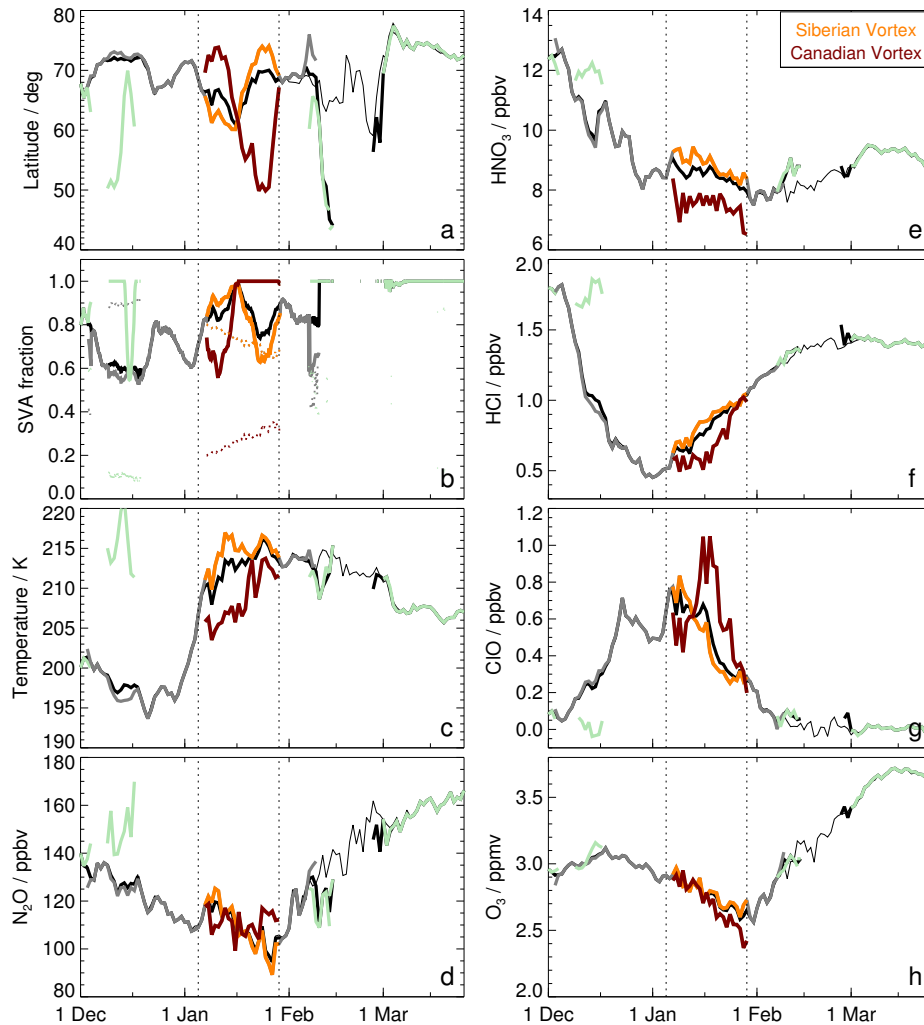 Siberian Vortex
Canadian Vortex
80
70
60
50
40
Latitude / deg
a
14
12
10
8
6
HNO₃ / ppbv
e
1.0
0.8
0.6
0.4
0.2
0.0
SVA fraction
b
2.0
1.5
1.0
0.5
HCl / ppbv
f
220
215
210
205
200
195
190
Temperature / K
c
1.2
1.0
0.8
0.6
0.4
0.2
0.0
ClO / ppbv
g
180
160
140
120
100
80
N₂O / ppbv
d
3.5
3.0
2.5
2.0
O₃ / ppmv
h
1 Dec 1 Jan 1 Feb 1 Mar
1 Dec 1 Jan 1 Feb 1 Mar